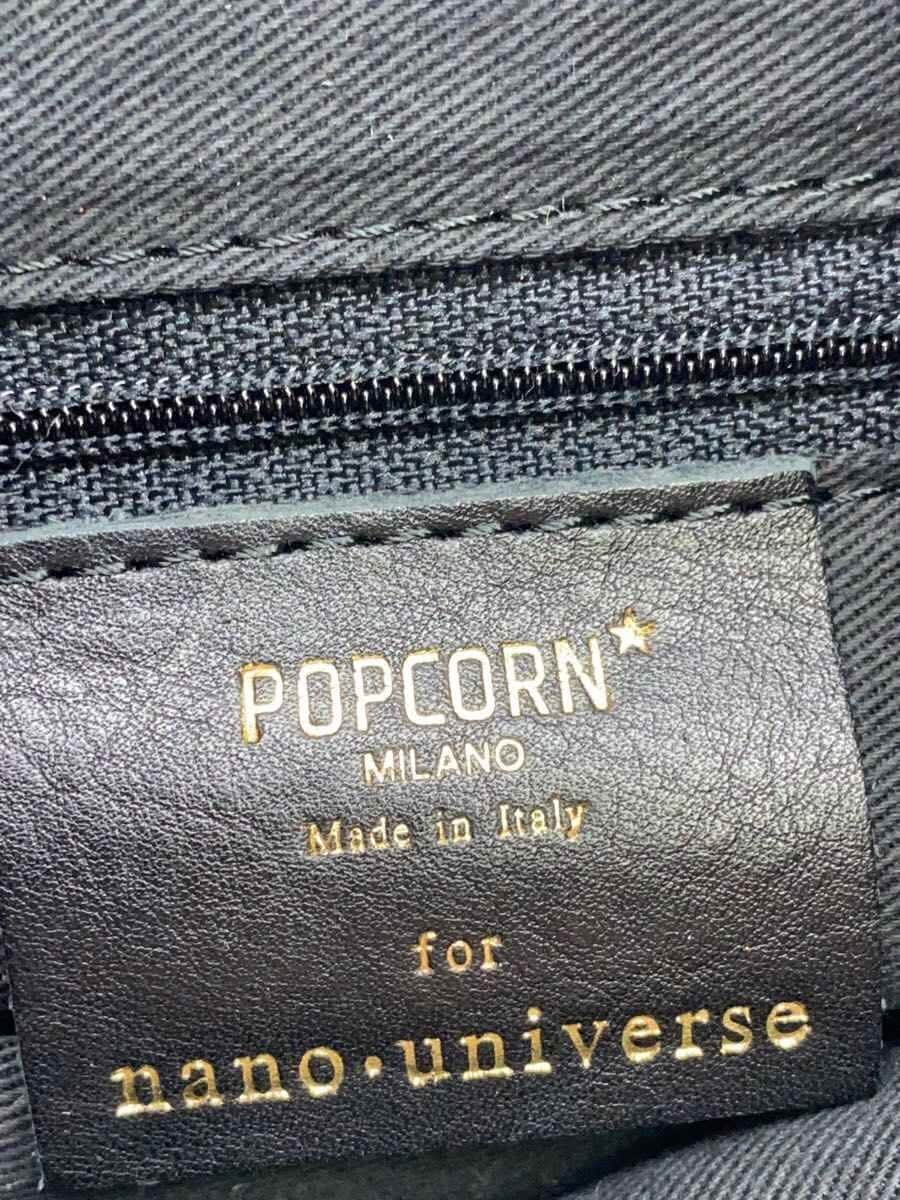 POPCORN★
MILANO
Made in Italy
for
nano・universe